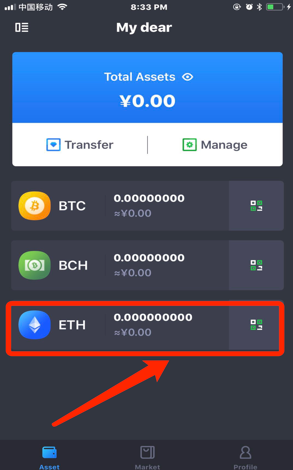 中国移动
8:33 PM
My dear
Total Assets
¥0.00
Transfer
Manage
BTC
0.00000000
≈¥0.00
BCH
0.00000000
≈¥0.00
ETH
0.000000000
≈¥0.00
Asset
Market
Profile